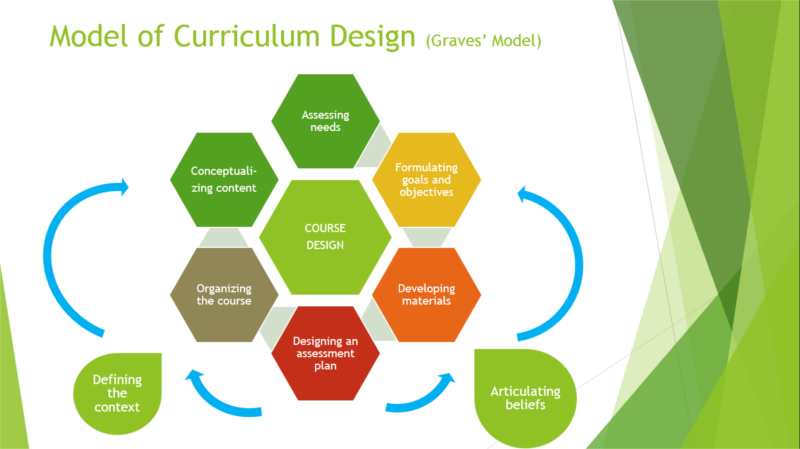 Model of Curriculum Design (Graves' Model)
Assessing
needs
Conceptuali-
zing content
Formulating
goals and
objectives
COURSE
DESIGN
Organizing
the course
Developing
materials
Designing an
assessment
plan
Defining
the
context
Articulating
beliefs